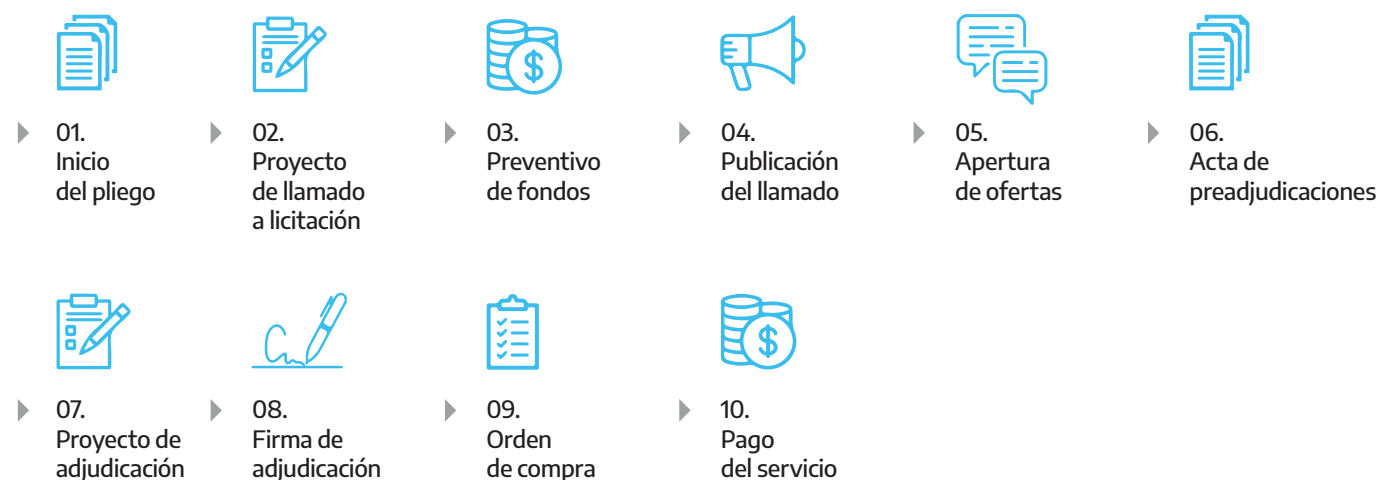 01.
Inicio
del pliego
02.
Proyecto
de llamado
a licitación
03.
Preventivo
de fondos
04.
Publicación
del llamado
05.
Apertura
de ofertas
06.
Acta de
preadjudicaciones
07.
Proyecto de
adjudicación
08.
Firma de
adjudicación
09.
Orden
de compra
10.
Pago
del servicio